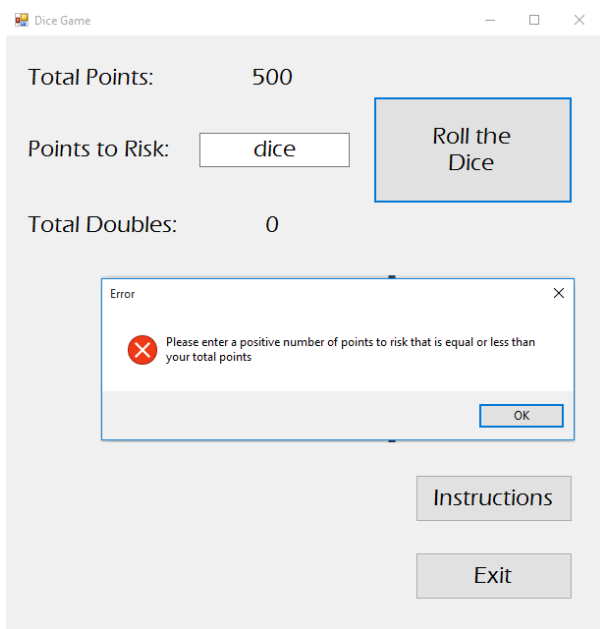 Dice Game
Total Points: 500
Points to Risk: dice
Roll the
Dice
Total Doubles: 0
Error
Please enter a positive number of points to risk that is equal or less than
your total points
OK
Instructions
Exit